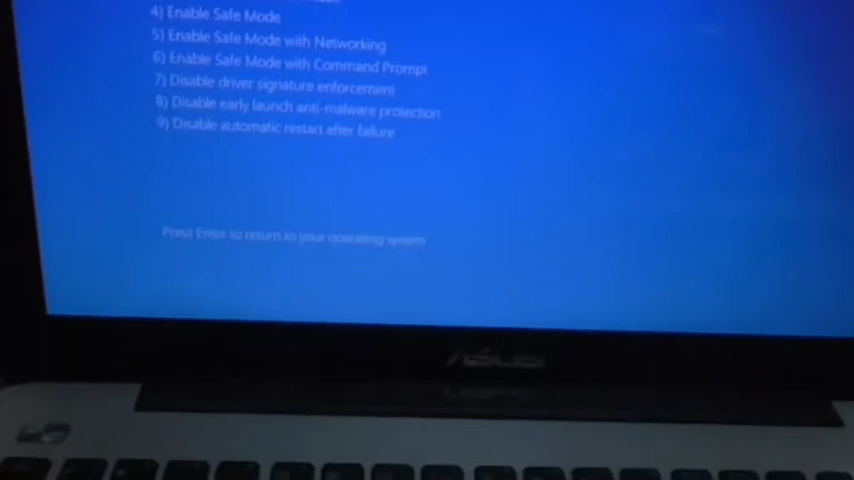 4) Enable Safe Mode
5) Enable Safe Mode with Networking
6) Enable Safe Mode with Command Prompt
7) Disable driver signature enforcement
8) Disable early launch anti-malware protection
9) Disable automatic restart after failure
Press Enter to return to your operating system
ASUS